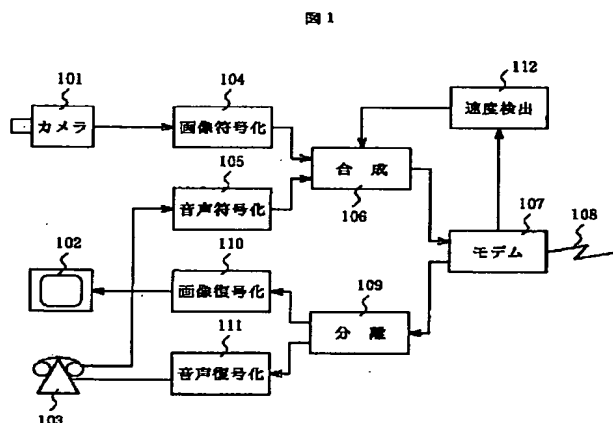 図1
101
カメラ
104
画像符号化
112
速度検出
105
音声符号化
合成
106
107
モデム
108
102
110
画像復号化
109
分離
111
音声復号化
103